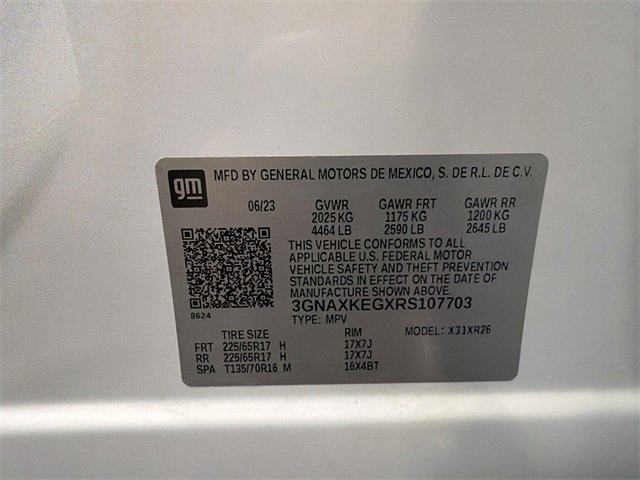 gm
MFD BY GENERAL MOTORS DE MEXICO, S. DE R.L. DE C.V.
06/23 GVWR GAWR FRT GAWR RR
2025 KG 1175 KG 1200 KG
4464 LB 2590 LB 2645 LB
THIS VEHICLE CONFORMS TO ALL
APPLICABLE U.S. FEDERAL MOTOR
VEHICLE SAFETY AND THEFT PREVENTION
STANDARDS IN EFFECT ON THE DATE OF
MANUFACTURE SHOWN ABOVE.
3GNAXKEGXRS107703
8624 TYPE: MPV MODEL: X31XR26
TIRE SIZE RIM
FRT 225/65R17 H 17X7J
RR 225/65R17 H 17X7J
SPA T135/70R16 M 16X4BT